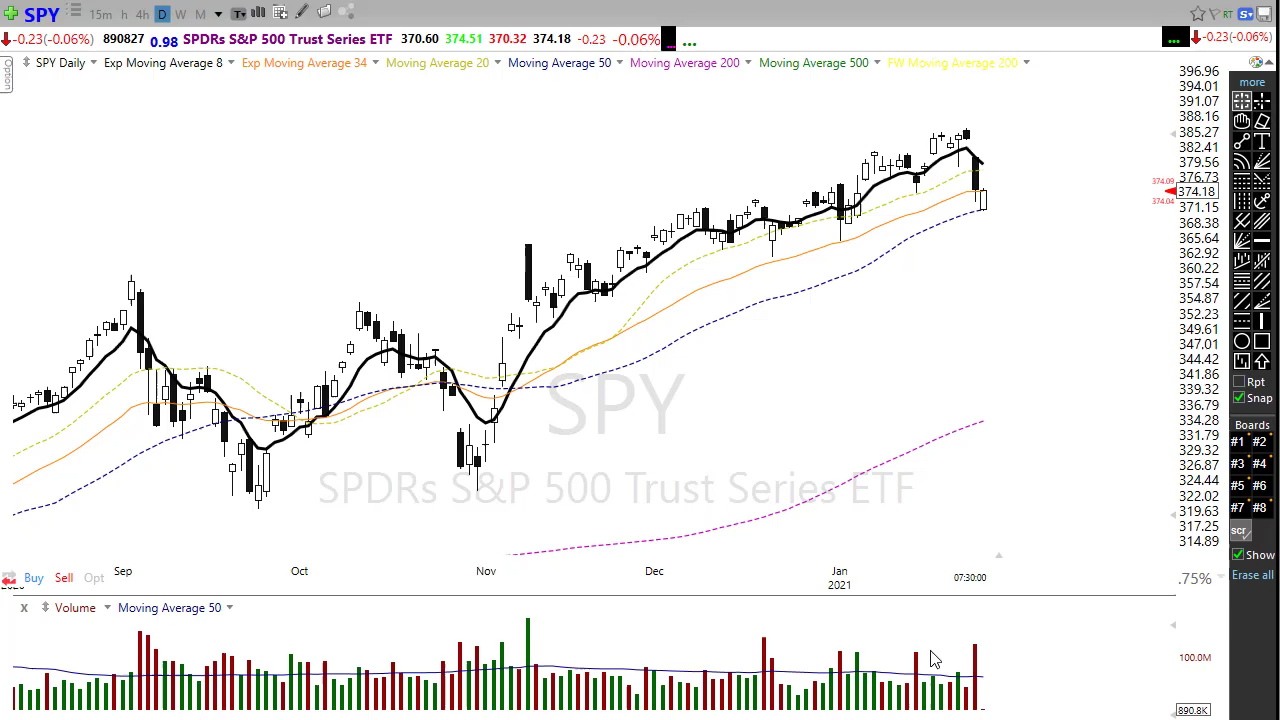 SPY 15m h 4h D W M T RT S
-0.23(-0.06%) 890827 0.98 SPDRs S&P 500 Trust Series ETF 370.60 374.51 370.32 374.18 -0.23 -0.06% ... ... -0.23(-0.06%)
Option
SPY Daily Exp Moving Average 8 Exp Moving Average 34 Moving Average 20 Moving Average 50 Moving Average 200 Moving Average 500 FW Moving Average 200
396.96
394.01
391.07
388.16
385.27
382.41
379.56
376.73
374.09
374.18
374.04
371.15
368.38
365.64
362.92
360.22
357.54
354.87
352.23
349.61
347.01
344.42
341.86
339.32
336.79
334.28
331.79
329.32
326.87
324.44
322.02
319.63
317.25
314.89
more
T
Rpt
Snap
Boards
#1 #2
#3 #4
#5 #6
#7 #8
scr
Show
Erase all
SPY
SPDRs S&P 500 Trust Series ETF
Buy Sell Opt
Sep Oct Nov Dec Jan
2021 07:30:00
.75%
x Volume Moving Average 50
100.0M
890.8K